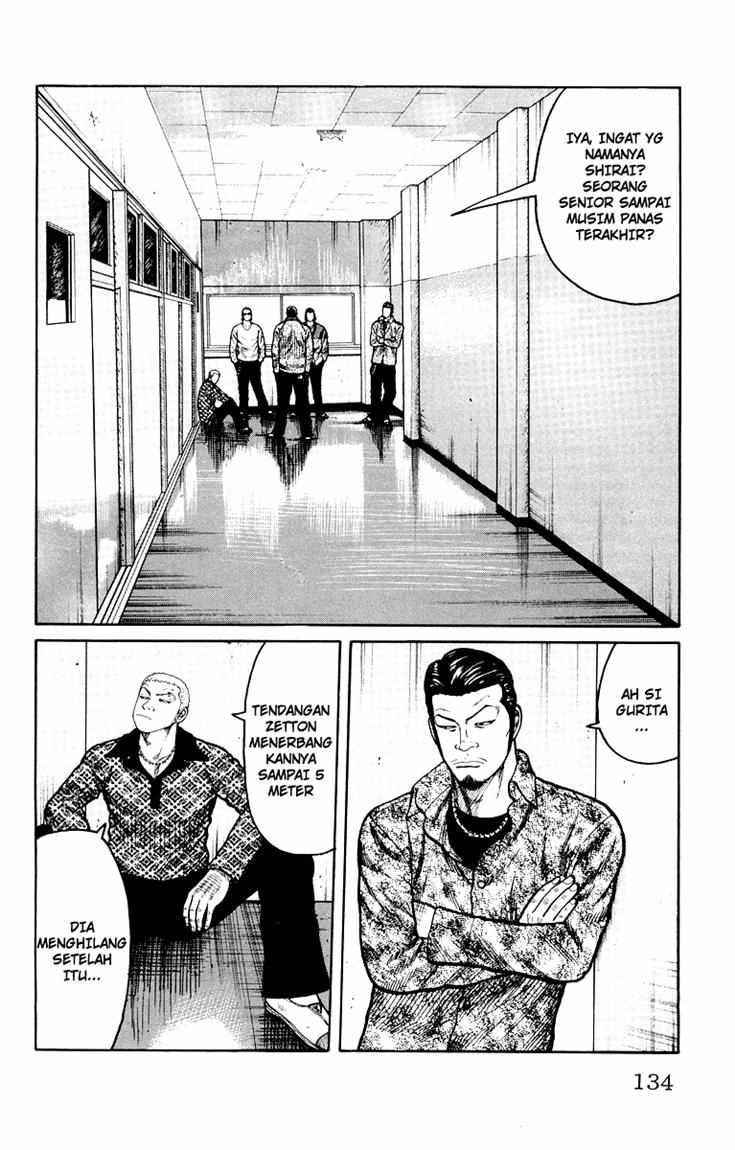 IYA, INGAT YG
NAMANYA
SHIRAI?
SEORANG
SENIOR SAMPAI
MUSIM PANAS
TERAKHIR?
AH SI
GURITA
...
TENDANGAN
ZETTON
MENERBANG
KANNYA
SAMPAI 5
METER
DIA
MENGHILANG
SETELAH
ITU...
134